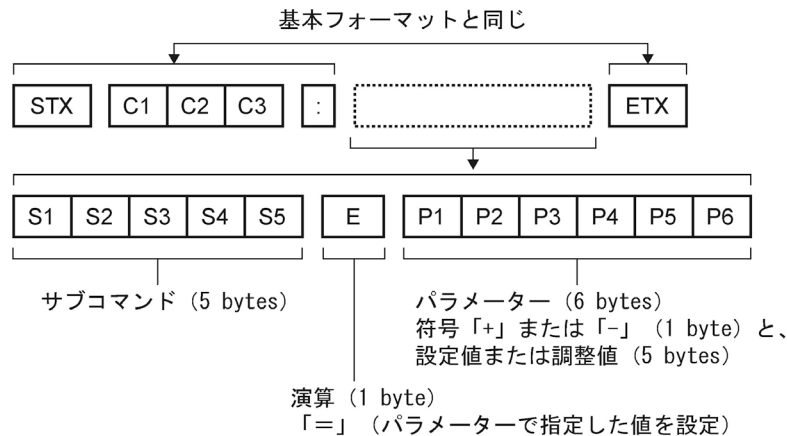 基本フォーマットと同じ
STX C1 C2 C3 : ETX
S1 S2 S3 S4 S5 E P1 P2 P3 P4 P5 P6
サブコマンド（5 bytes）
パラメーター（6 bytes）
符号「+」または「-」（1 byte）と、
設定値または調整値（5 bytes）
演算（1 byte）
「＝」（パラメーターで指定した値を設定）